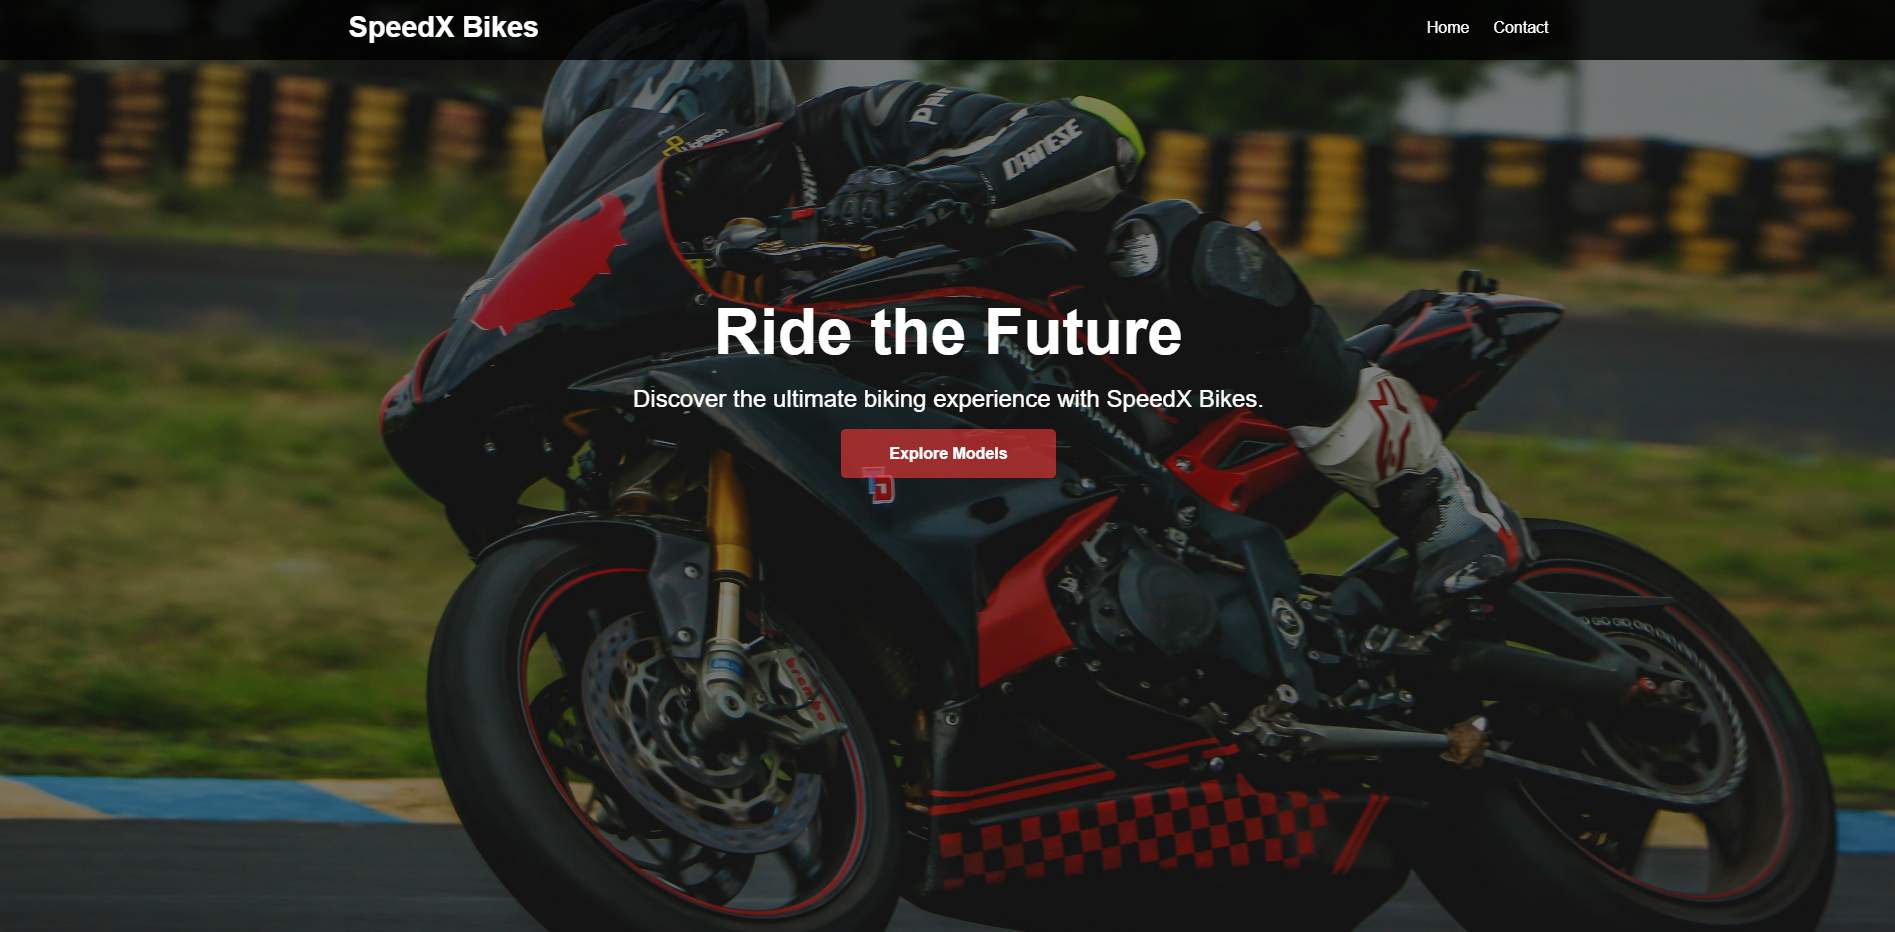 SpeedX Bikes
Home
Contact
DAINESE
Ride the Future
Discover the ultimate biking experience with SpeedX Bikes.
Explore Models
brembo